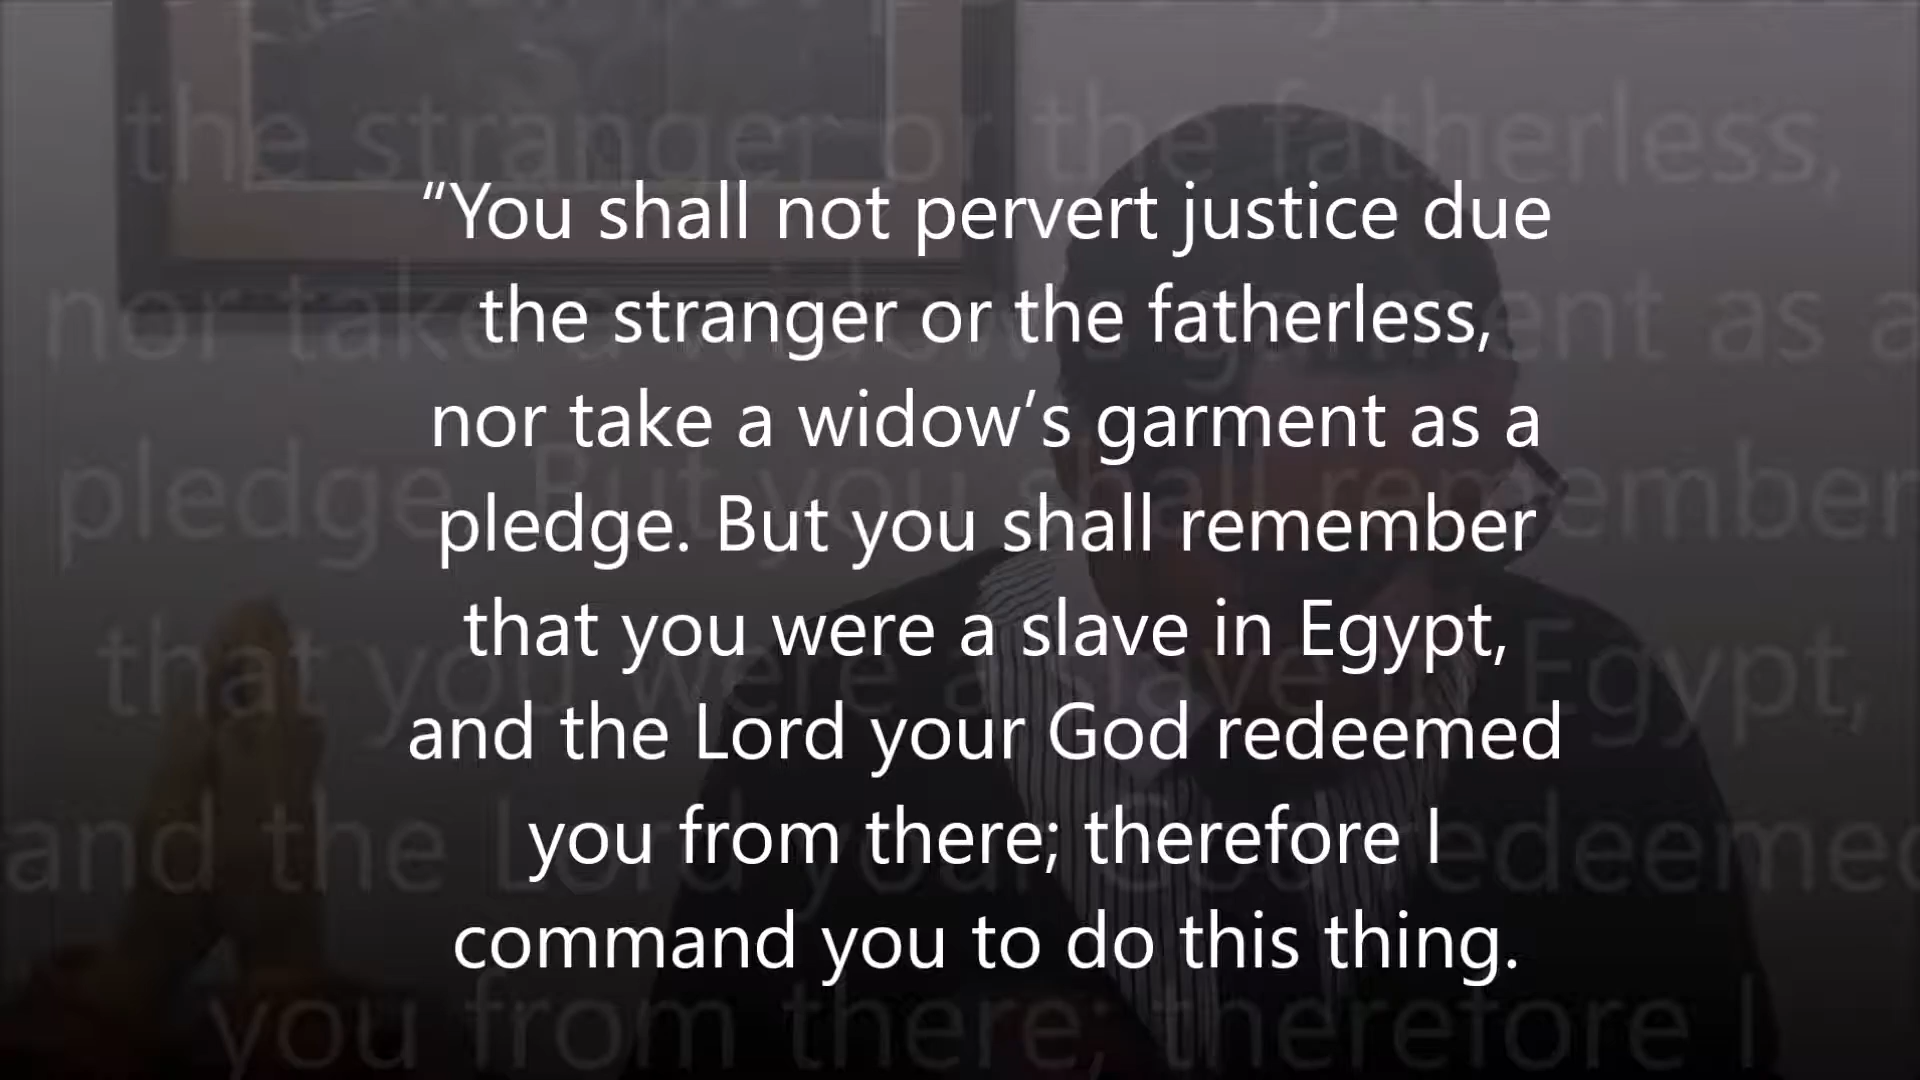 “You shall not pervert justice due
the stranger or the fatherless,
nor take a widow’s garment as a
pledge. But you shall remember
that you were a slave in Egypt,
and the Lord your God redeemed
you from there; therefore I
command you to do this thing.